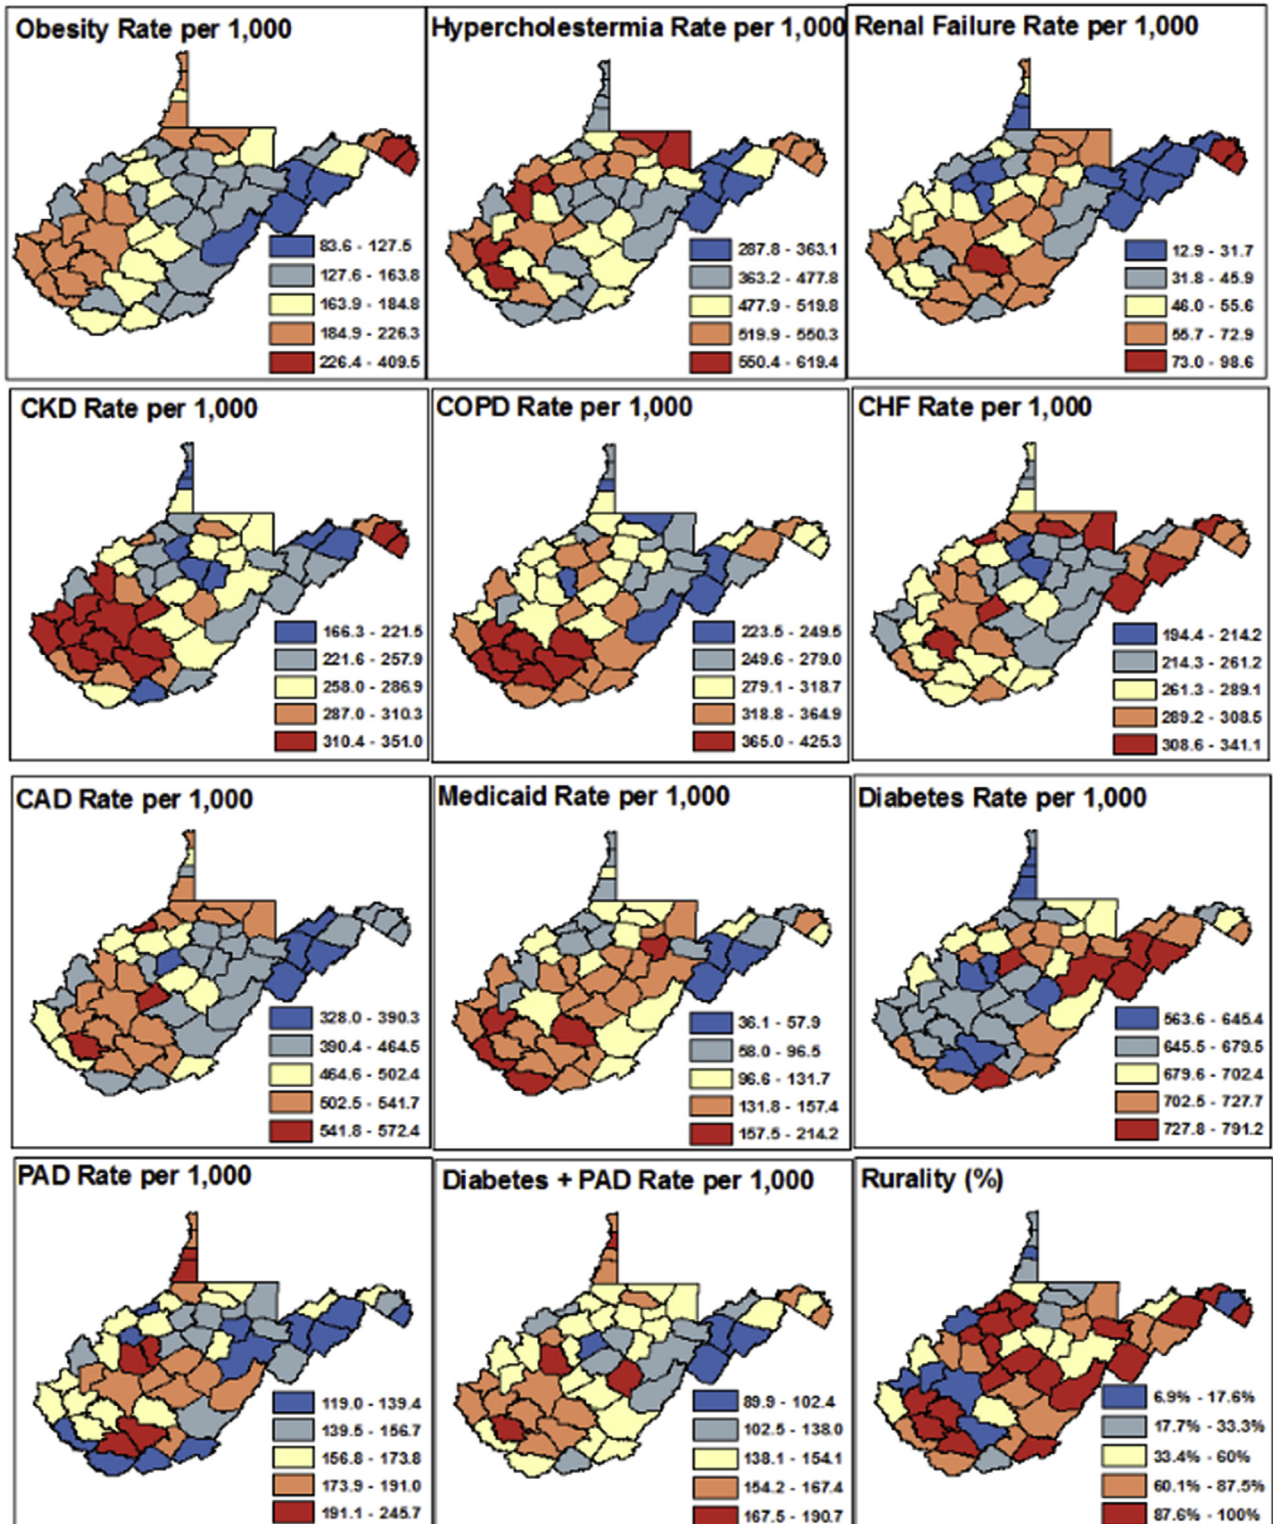 Obesity Rate per 1,000
83.6 - 127.5
127.6 - 163.8
163.9 - 184.8
184.9 - 226.3
226.4 - 409.5
Hypercholestermia Rate per 1,000
287.8 - 363.1
363.2 - 477.8
477.9 - 519.8
519.9 - 550.3
550.4 - 619.4
Renal Failure Rate per 1,000
12.9 - 31.7
31.8 - 45.9
46.0 - 55.6
55.7 - 72.9
73.0 - 98.6
CKD Rate per 1,000
166.3 - 221.5
221.6 - 257.9
258.0 - 286.9
287.0 - 310.3
310.4 - 351.0
COPD Rate per 1,000
223.5 - 249.5
249.6 - 279.0
279.1 - 318.7
318.8 - 364.9
365.0 - 425.3
CHF Rate per 1,000
194.4 - 214.2
214.3 - 261.2
261.3 - 289.1
289.2 - 308.5
308.6 - 341.1
CAD Rate per 1,000
328.0 - 390.3
390.4 - 464.5
464.6 - 502.4
502.5 - 541.7
541.8 - 572.4
Medicaid Rate per 1,000
36.1 - 57.9
58.0 - 96.5
96.6 - 131.7
131.8 - 157.4
157.5 - 214.2
Diabetes Rate per 1,000
563.6 - 645.4
645.5 - 679.5
679.6 - 702.4
702.5 - 727.7
727.8 - 791.2
PAD Rate per 1,000
119.0 - 139.4
139.5 - 156.7
156.8 - 173.8
173.9 - 191.0
191.1 - 245.7
Diabetes + PAD Rate per 1,000
89.9 - 102.4
102.5 - 138.0
138.1 - 154.1
154.2 - 167.4
167.5 - 190.7
Rurality (%)
6.9% - 17.6%
17.7% - 33.3%
33.4% - 60%
60.1% - 87.5%
87.6% - 100%